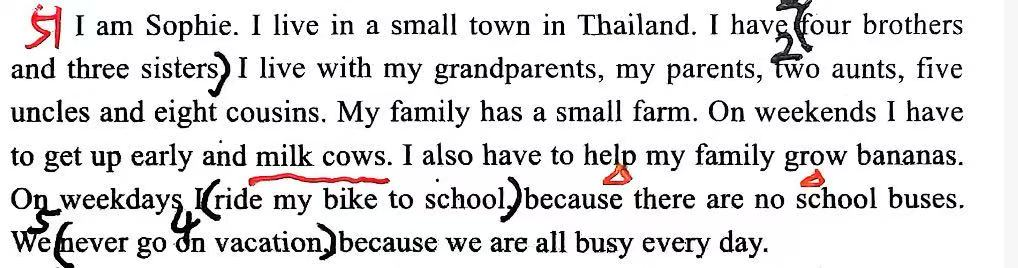 I am Sophie. I live in a small town in Thailand. I have four brothers
and three sisters. I live with my grandparents, my parents, two aunts, five
uncles and eight cousins. My family has a small farm. On weekends I have
to get up early and milk cows. I also have to help my family grow bananas.
On weekdays I ride my bike to school, because there are no school buses.
We never go on vacation, because we are all busy every day.